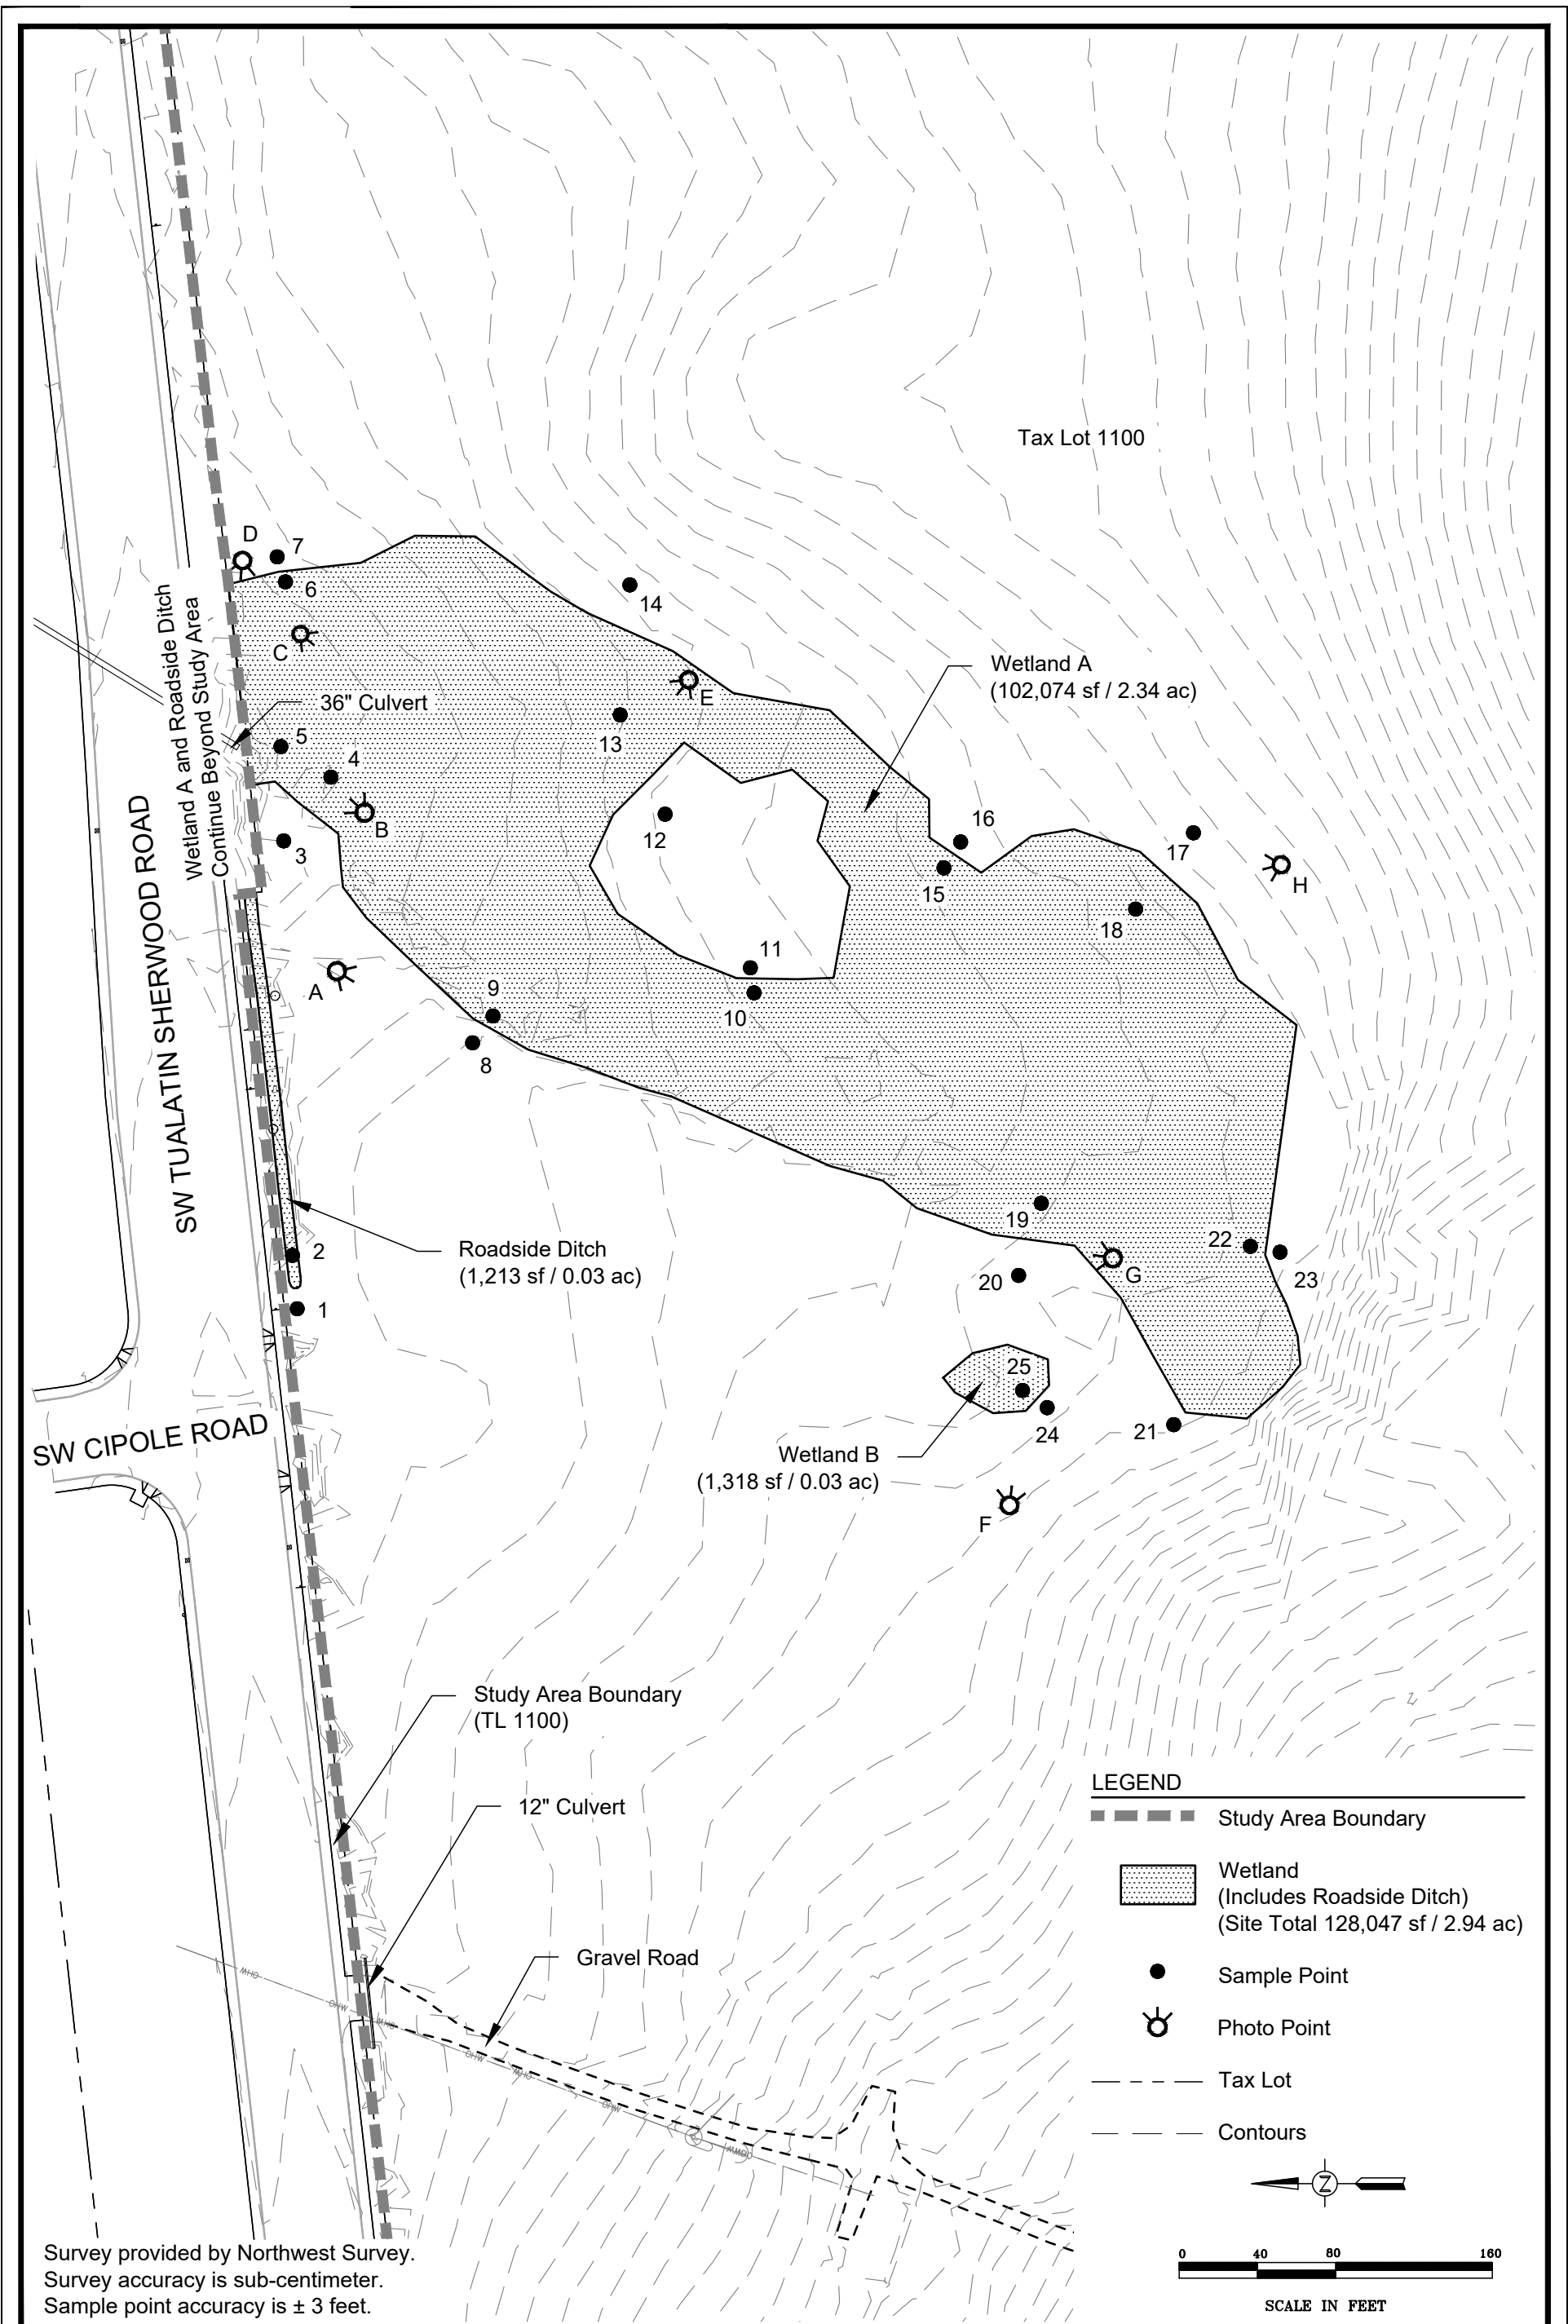 Tax Lot 1100
D
7
6
C
14
Wetland A
(102,074 sf / 2.34 ac)
E
36" Culvert
5
13
4
B
12
3
16
15
17
H
18
Wetland A and Roadside Ditch
Continue Beyond Study Area
SW TUALATIN SHERWOOD ROAD
A
11
9
10
8
19
22
20
G
23
2
Roadside Ditch
(1,213 sf / 0.03 ac)
1
25
24
21
SW CIPOLE ROAD
Wetland B
(1,318 sf / 0.03 ac)
F
Study Area Boundary
(TL 1100)
12" Culvert
Gravel Road
OHW
OHW
OHW
OHW
OHW
OHW
LEGEND
Study Area Boundary
Wetland
(Includes Roadside Ditch)
(Site Total 128,047 sf / 2.94 ac)
Sample Point
Photo Point
Tax Lot
Contours
Z
0 40 80 160
SCALE IN FEET
Survey provided by Northwest Survey.
Survey accuracy is sub-centimeter.
Sample point accuracy is ± 3 feet.